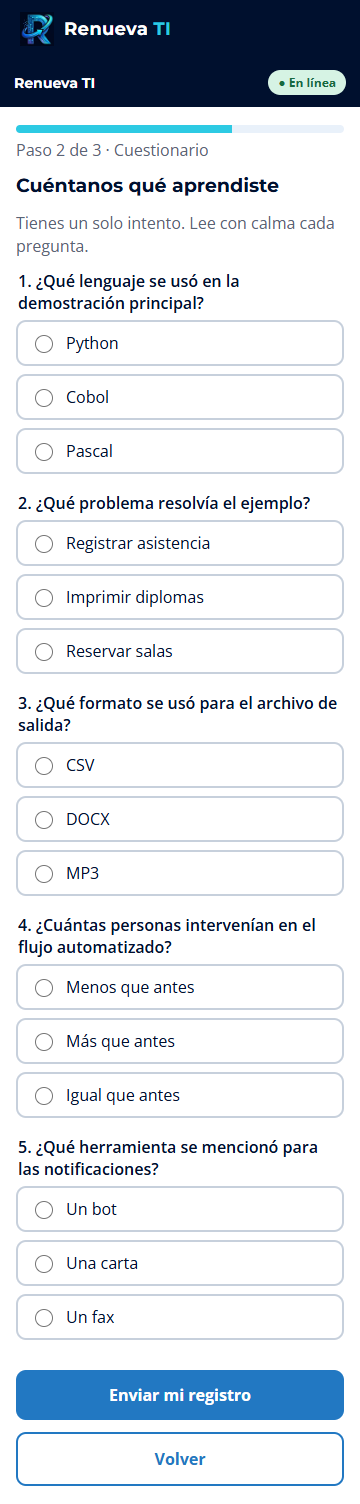 Renueva TI
Renueva TI
● En línea
Paso 2 de 3 · Cuestionario
Cuéntanos qué aprendiste
Tienes un solo intento. Lee con calma cada
pregunta.
1. ¿Qué lenguaje se usó en la
demostración principal?
Python
Cobol
Pascal
2. ¿Qué problema resolvía el ejemplo?
Registrar asistencia
Imprimir diplomas
Reservar salas
3. ¿Qué formato se usó para el archivo de
salida?
CSV
DOCX
MP3
4. ¿Cuántas personas intervenían en el
flujo automatizado?
Menos que antes
Más que antes
Igual que antes
5. ¿Qué herramienta se mencionó para
las notificaciones?
Un bot
Una carta
Un fax
Enviar mi registro
Volver